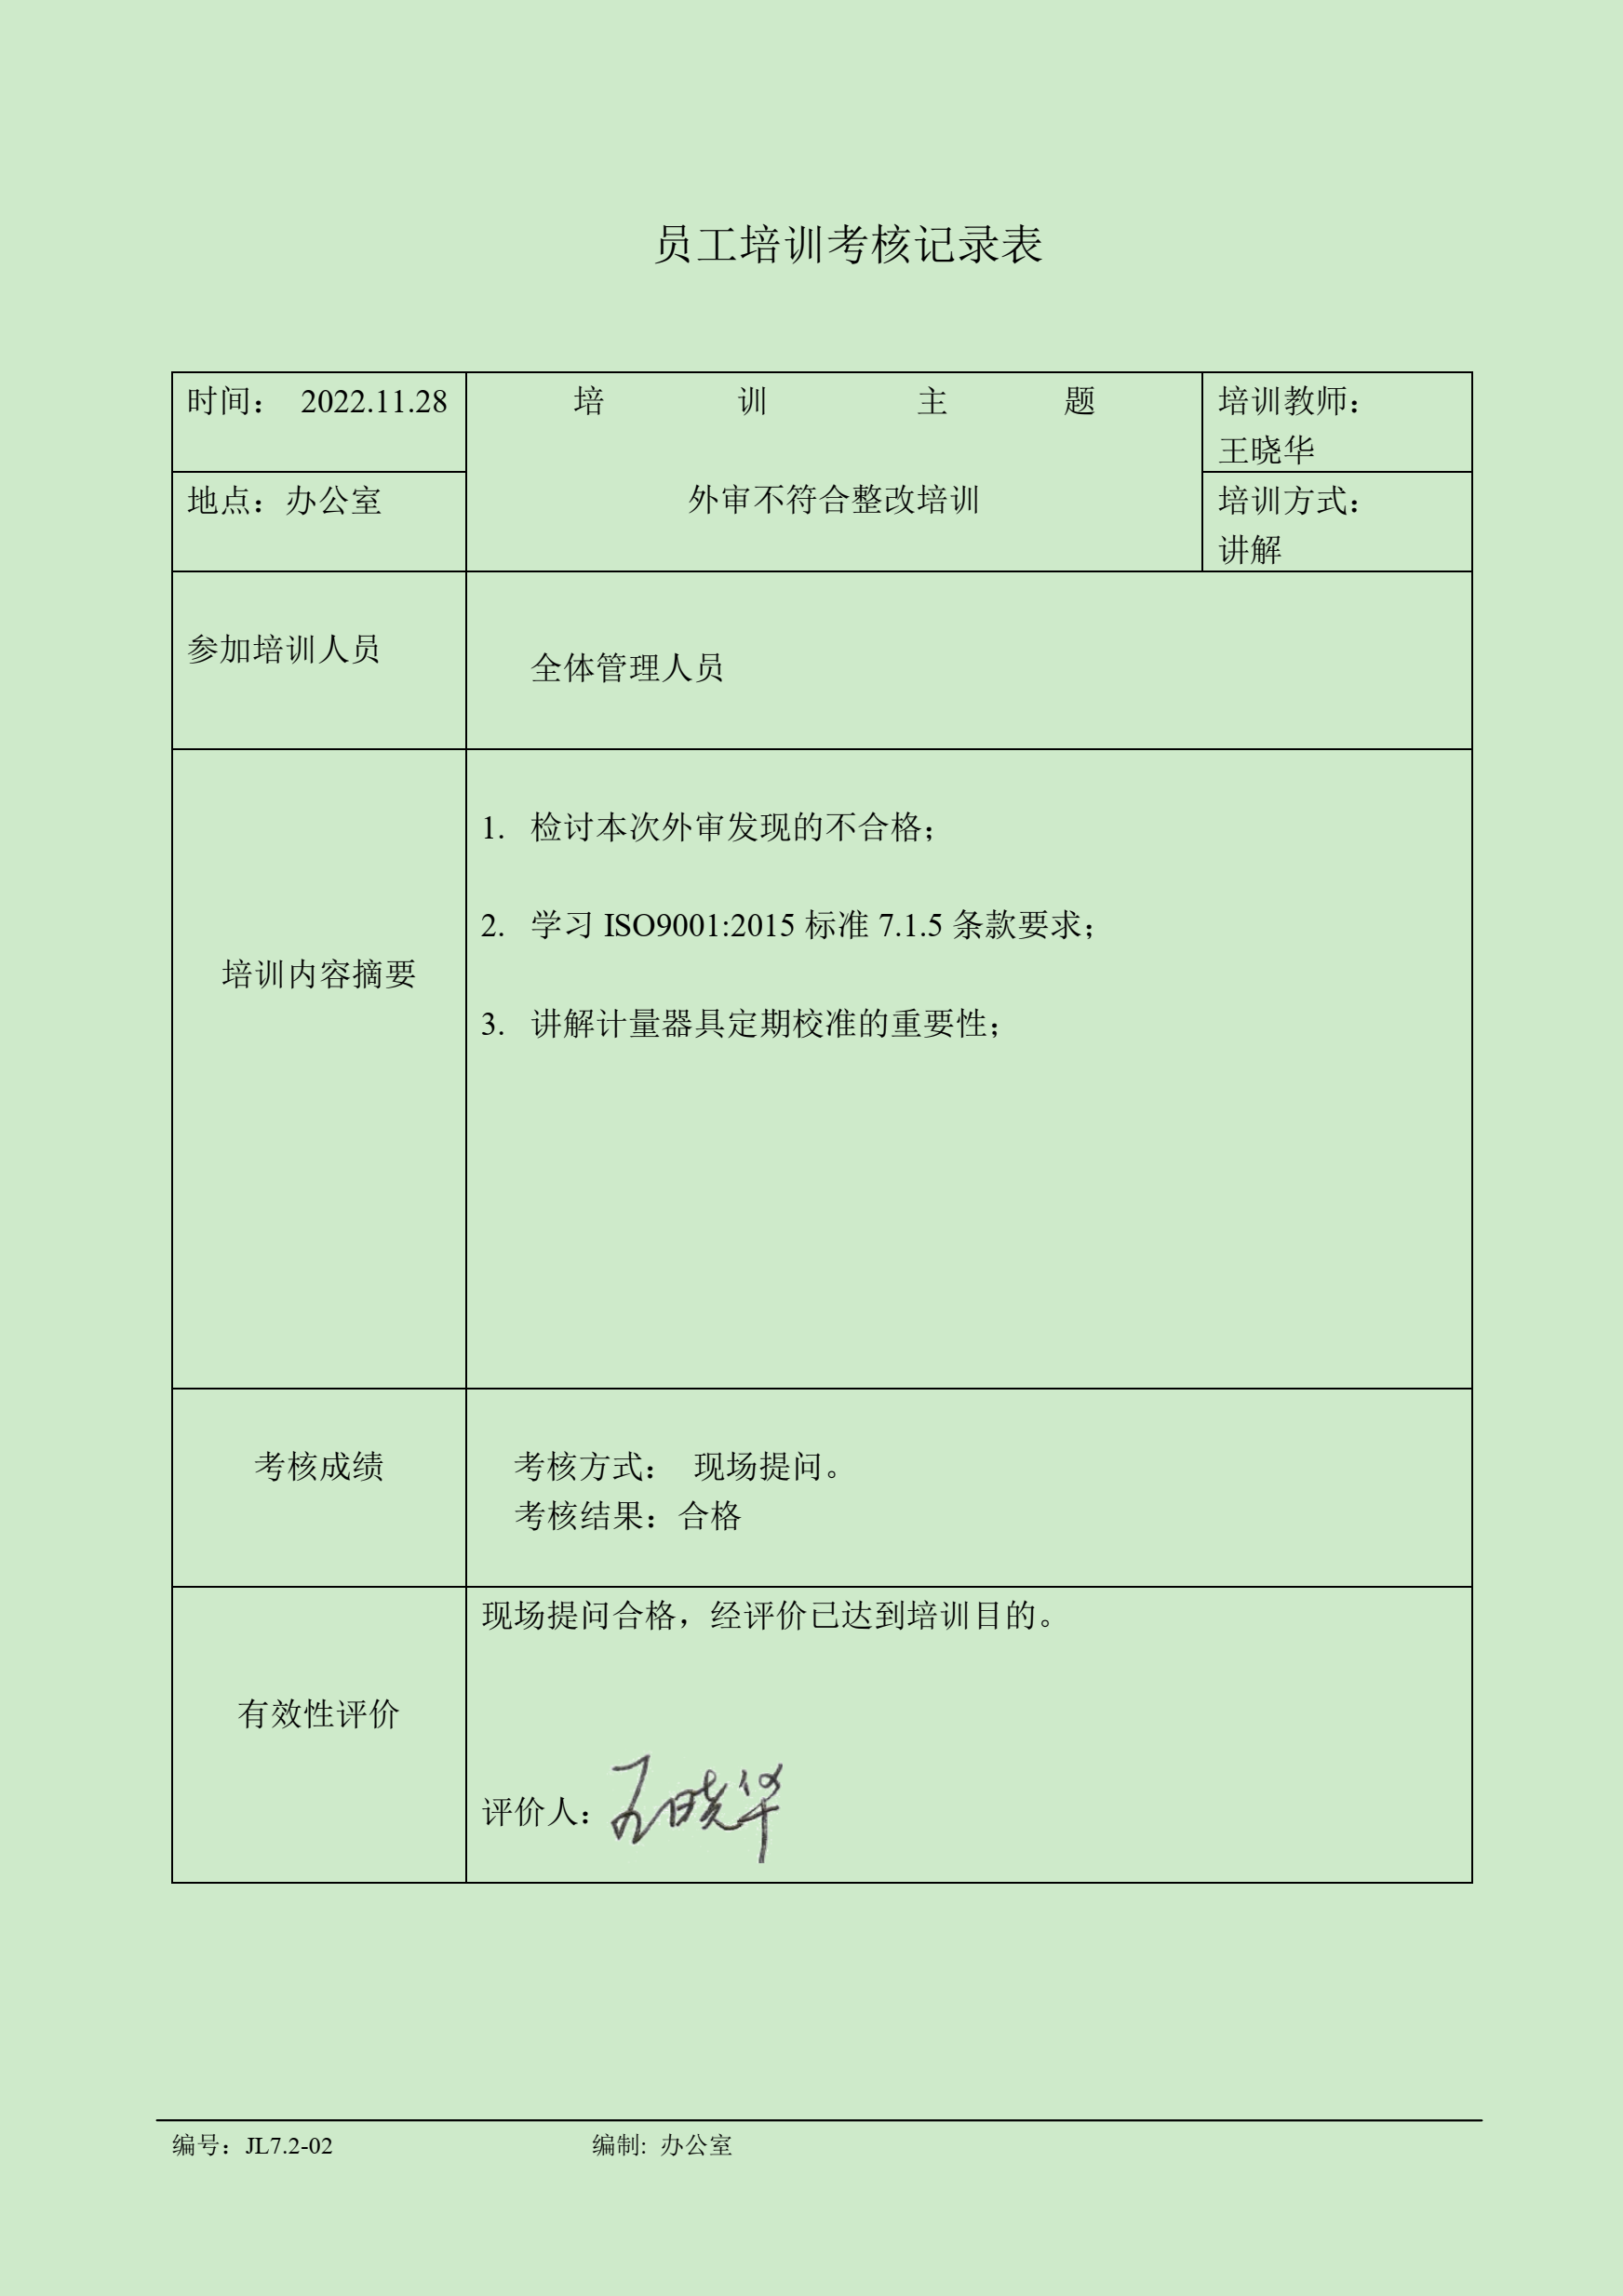 员工培训考核记录表
时间： 2022.11.28
培 训 主 题
培训教师：
王晓华
地点：办公室
外审不符合整改培训
培训方式：
讲解
参加培训人员
全体管理人员
培训内容摘要
1. 检讨本次外审发现的不合格；
2. 学习 ISO9001:2015 标准 7.1.5 条款要求；
3. 讲解计量器具定期校准的重要性；
考核成绩
考核方式： 现场提问。
考核结果：合格
有效性评价
现场提问合格，经评价已达到培训目的。
评价人：王晓华
编号：JL7.2-02 编制: 办公室